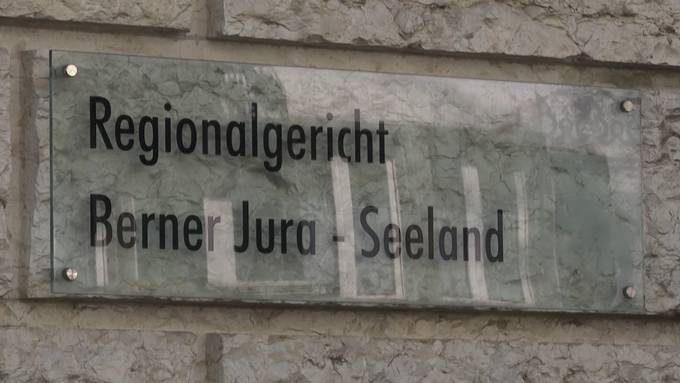 Regionalgericht
Berner Jura - Seeland